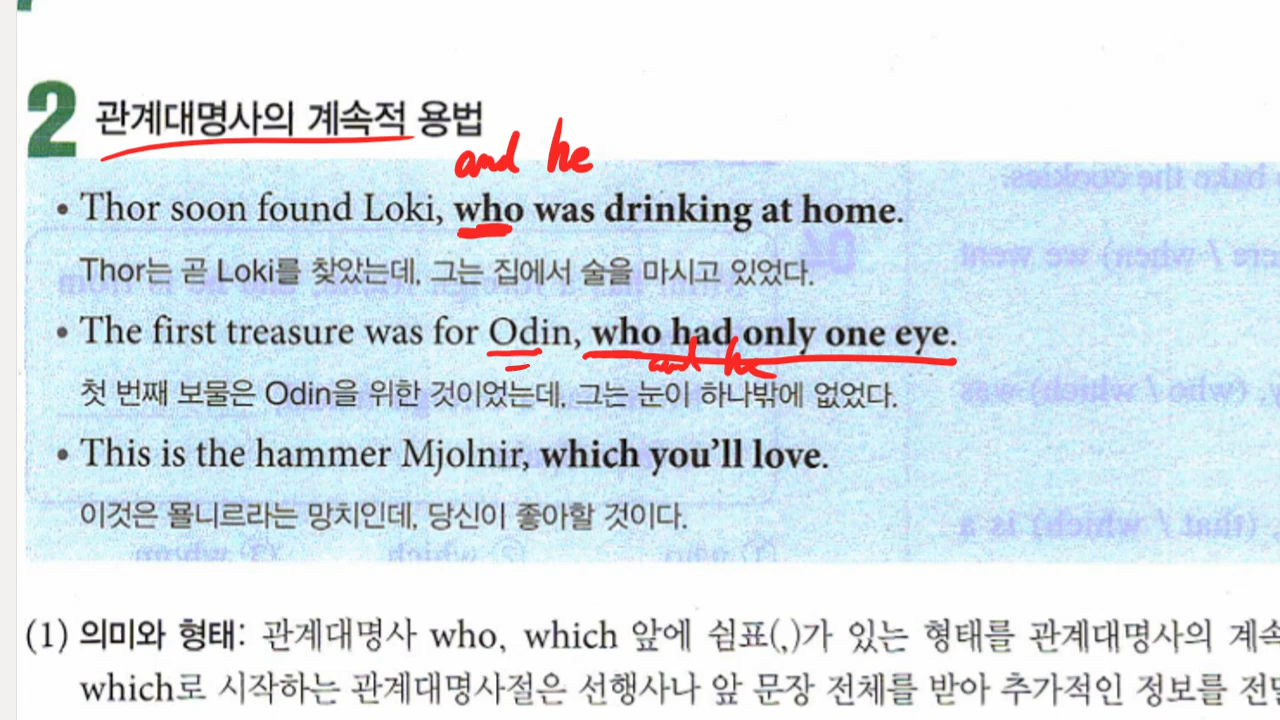 2 관계대명사의 계속적 용법
and he
• Thor soon found Loki, who was drinking at home.
Thor는 곧 Loki를 찾았는데, 그는 집에서 술을 마시고 있었다.
• The first treasure was for Odin, who had only one eye.
and he
첫 번째 보물은 Odin을 위한 것이었는데, 그는 눈이 하나밖에 없었다.
• This is the hammer Mjolnir, which you'll love.
이것은 묠니르라는 망치인데, 당신이 좋아할 것이다.
(1) 의미와 형태: 관계대명사 who, which 앞에 쉼표(,)가 있는 형태를 관계대명사의 계속
which로 시작하는 관계대명사절은 선행사나 앞 문장 전체를 받아 추가적인 정보를 전달